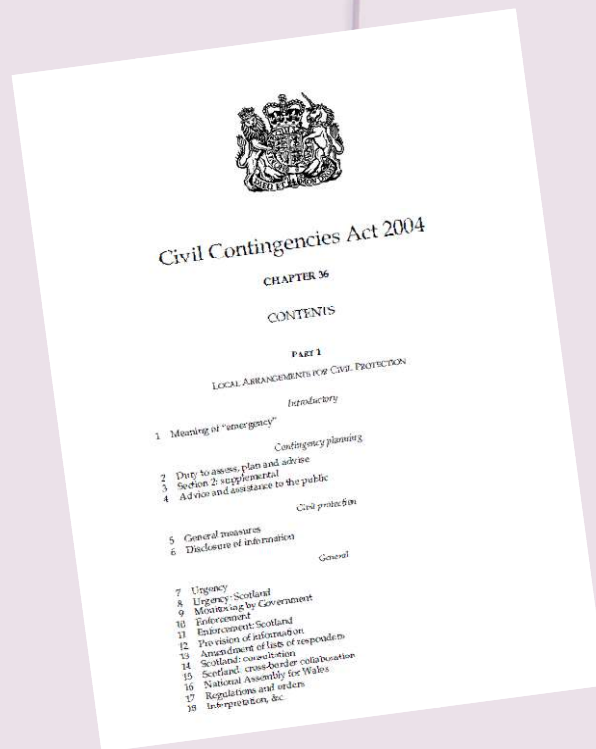 Civil Contingencies Act 2004
CHAPTER 36
CONTENTS
PART 1
LOCAL ARRANGEMENTS FOR CIVIL PROTECTION
Introductory
1 Meaning of "emergency"
Contingency planning
2 Duty to assess, plan and advise
3 Section 2: supplemental
4 Advice and assistance to the public
Civil protection
5 General measures
6 Disclosure of information
General
7 Urgency
8 Urgency: Scotland
9 Monitoring by Government
10 Enforcement
11 Enforcement: Scotland
12 Provision of information
13 Amendment of lists of responders
14 Scotland: consultation
15 Scotland: cross-border collaboration
16 National Assembly for Wales
17 Regulations and orders
18 Interpretation, &c